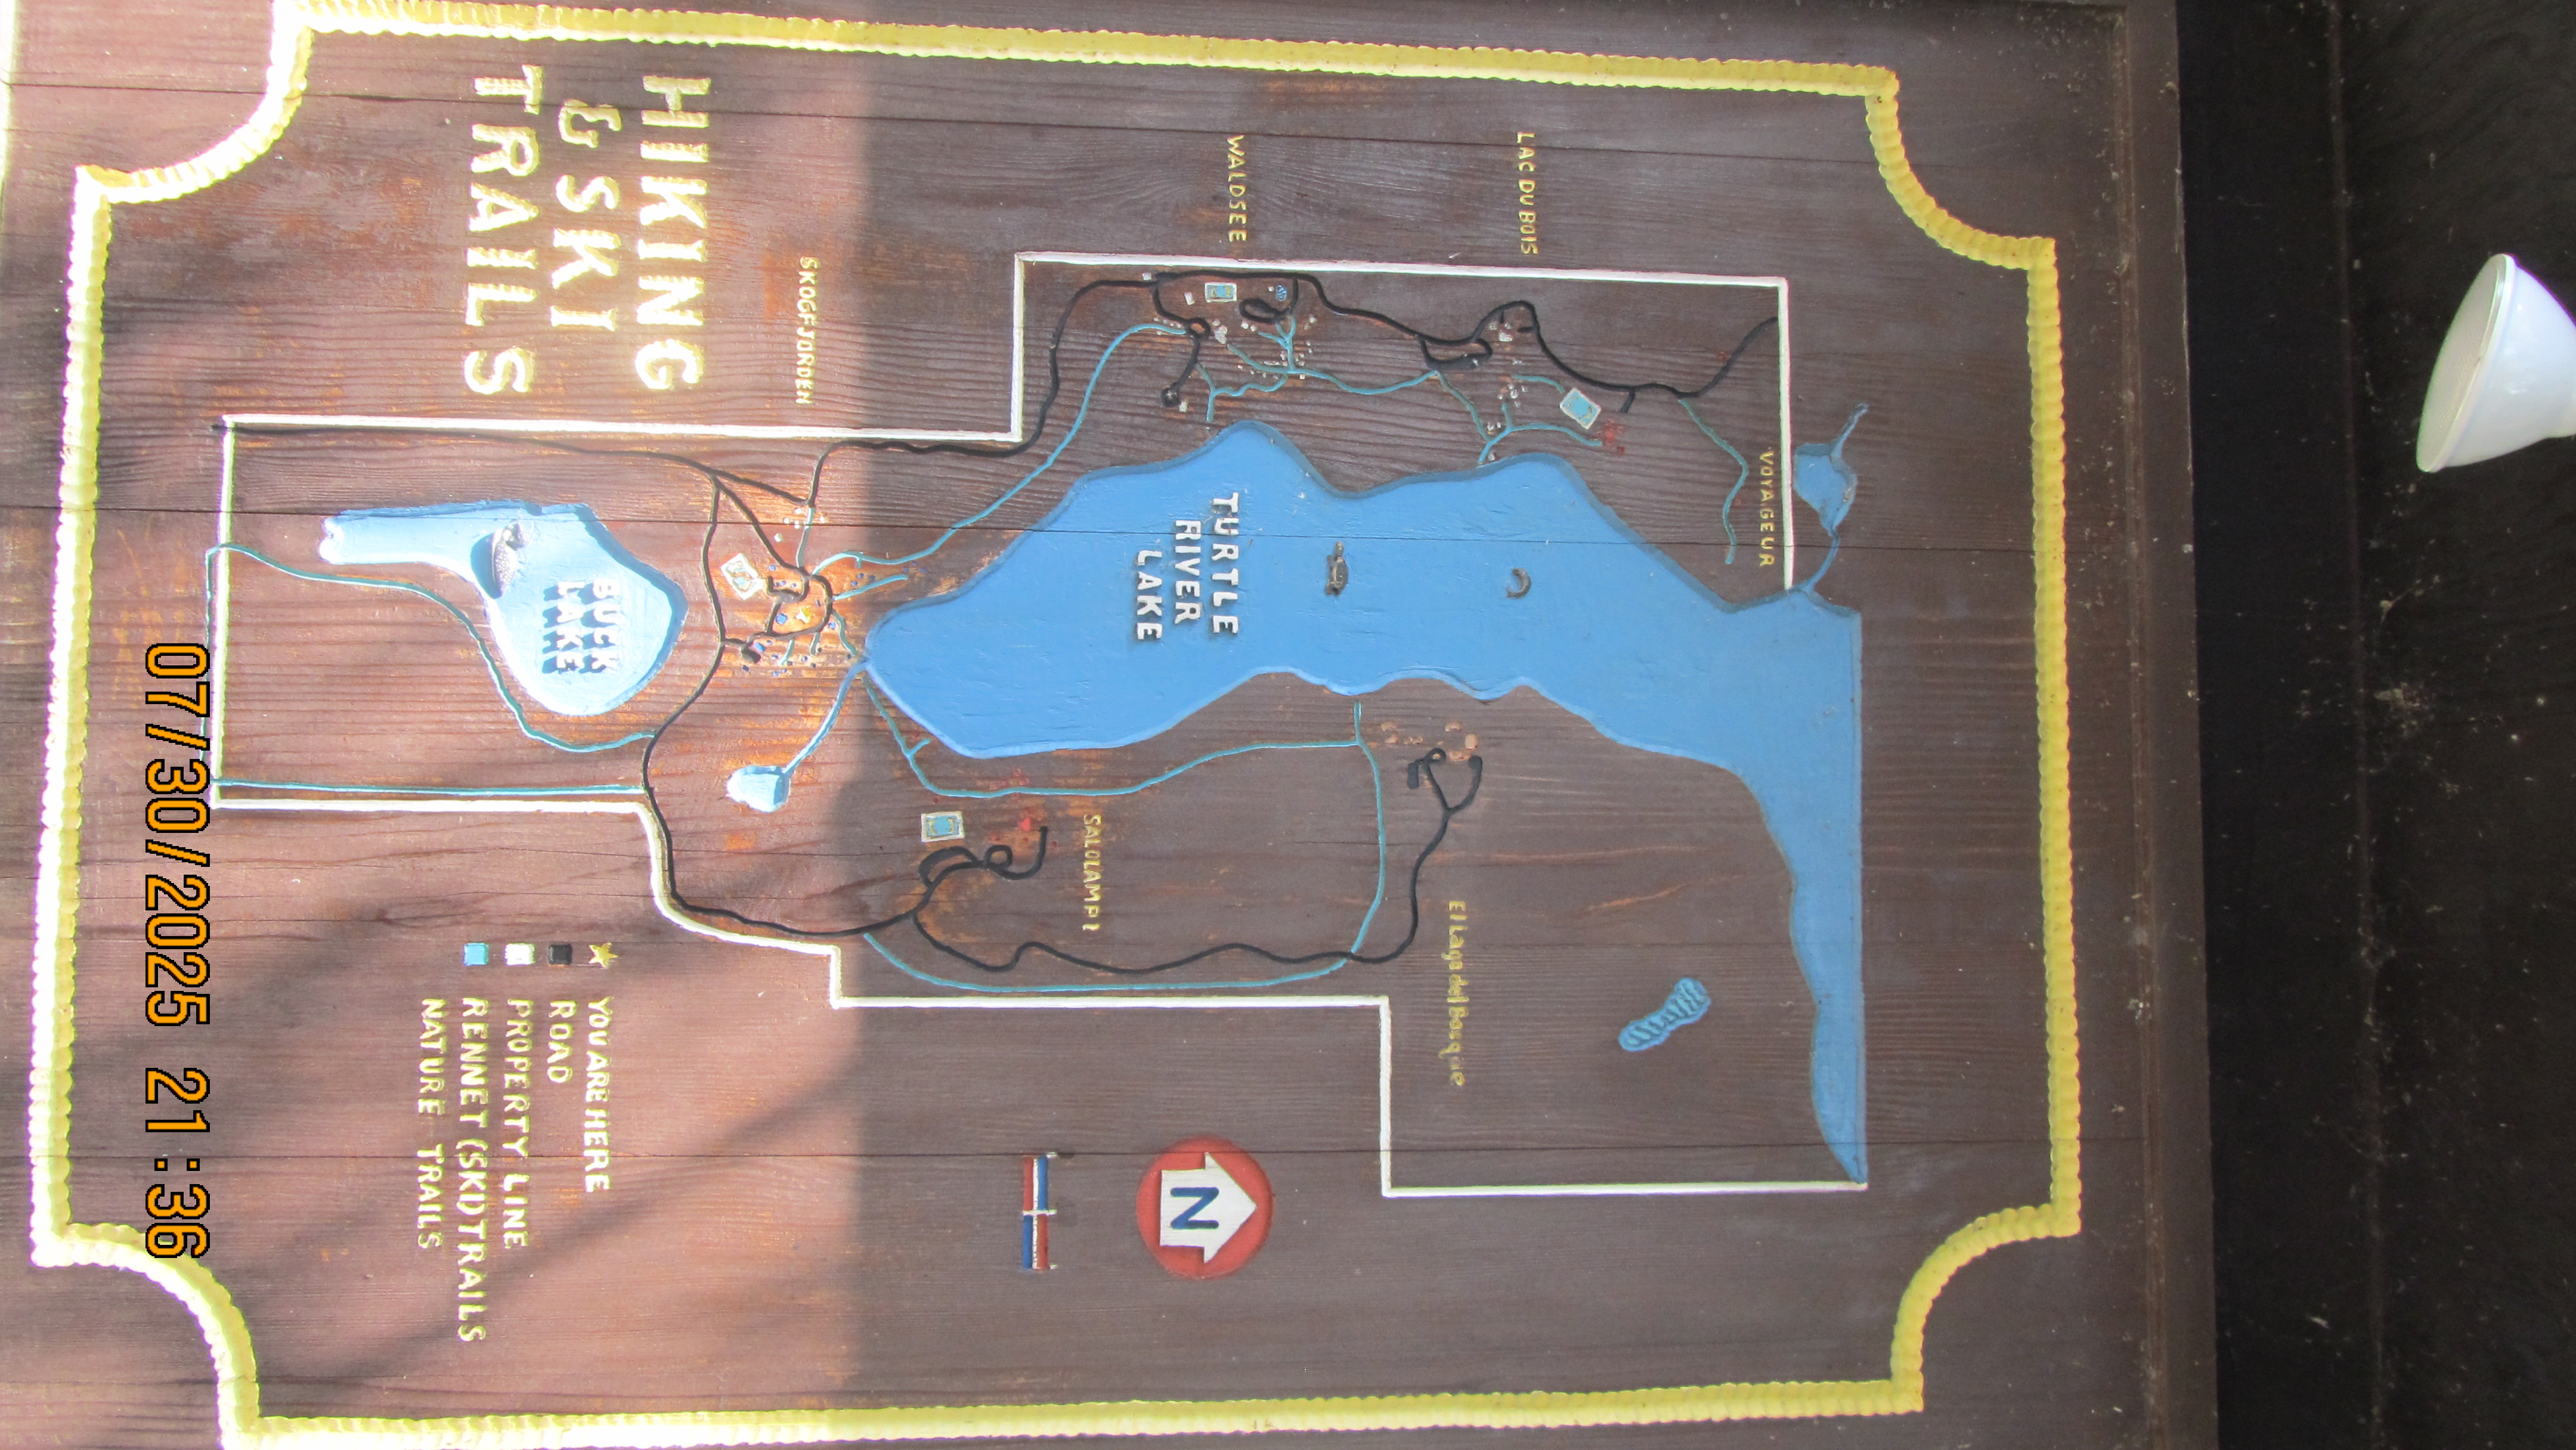 VOYAGEUR
LAC DU BOIS
El Lago del Bosque
WALDSEE
TURTLE
RIVER
LAKE
N
SALOLAMPI
SKOGFJORDEN
HIKING
& SKI
TRAILS
BUCK
LAKE
YOU ARE HERE
ROAD
PROPERTY LINE
RENNET (SKI) TRAILS
NATURE TRAILS
07/30/2025 21:36